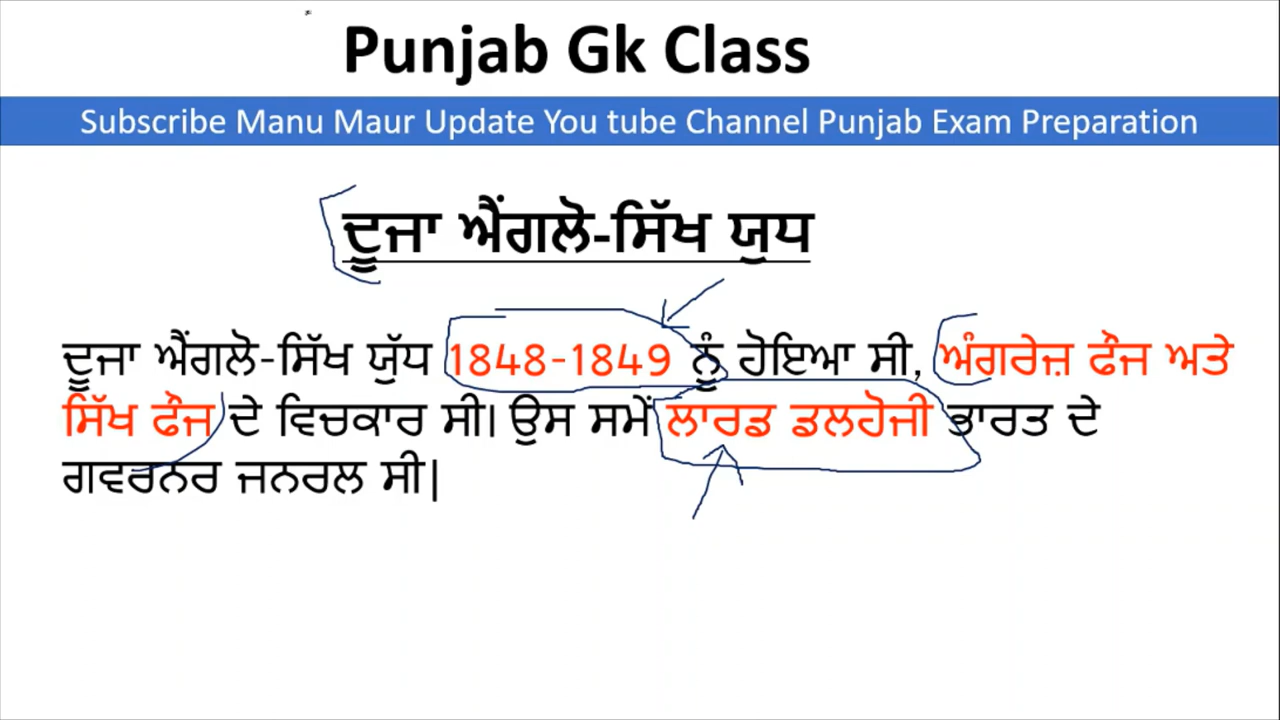 Punjab Gk Class
Subscribe Manu Maur Update You tube Channel Punjab Exam Preparation
ਦੂਜਾ ਐਂਗਲੋ-ਸਿੱਖ ਯੁਧ
ਦੂਜਾ ਐਂਗਲੋ-ਸਿੱਖ ਯੁੱਧ 1848-1849 ਨੂੰ ਹੋਇਆ ਸੀ, ਅੰਗਰੇਜ਼ ਫੌਜ ਅਤੇ
ਸਿੱਖ ਫੌਜ ਦੇ ਵਿਚਕਾਰ ਸੀ। ਉਸ ਸਮੇਂ ਲਾਰਡ ਡਲਹੋਜੀ ਭਾਰਤ ਦੇ
ਗਵਰਨਰ ਜਨਰਲ ਸੀ|